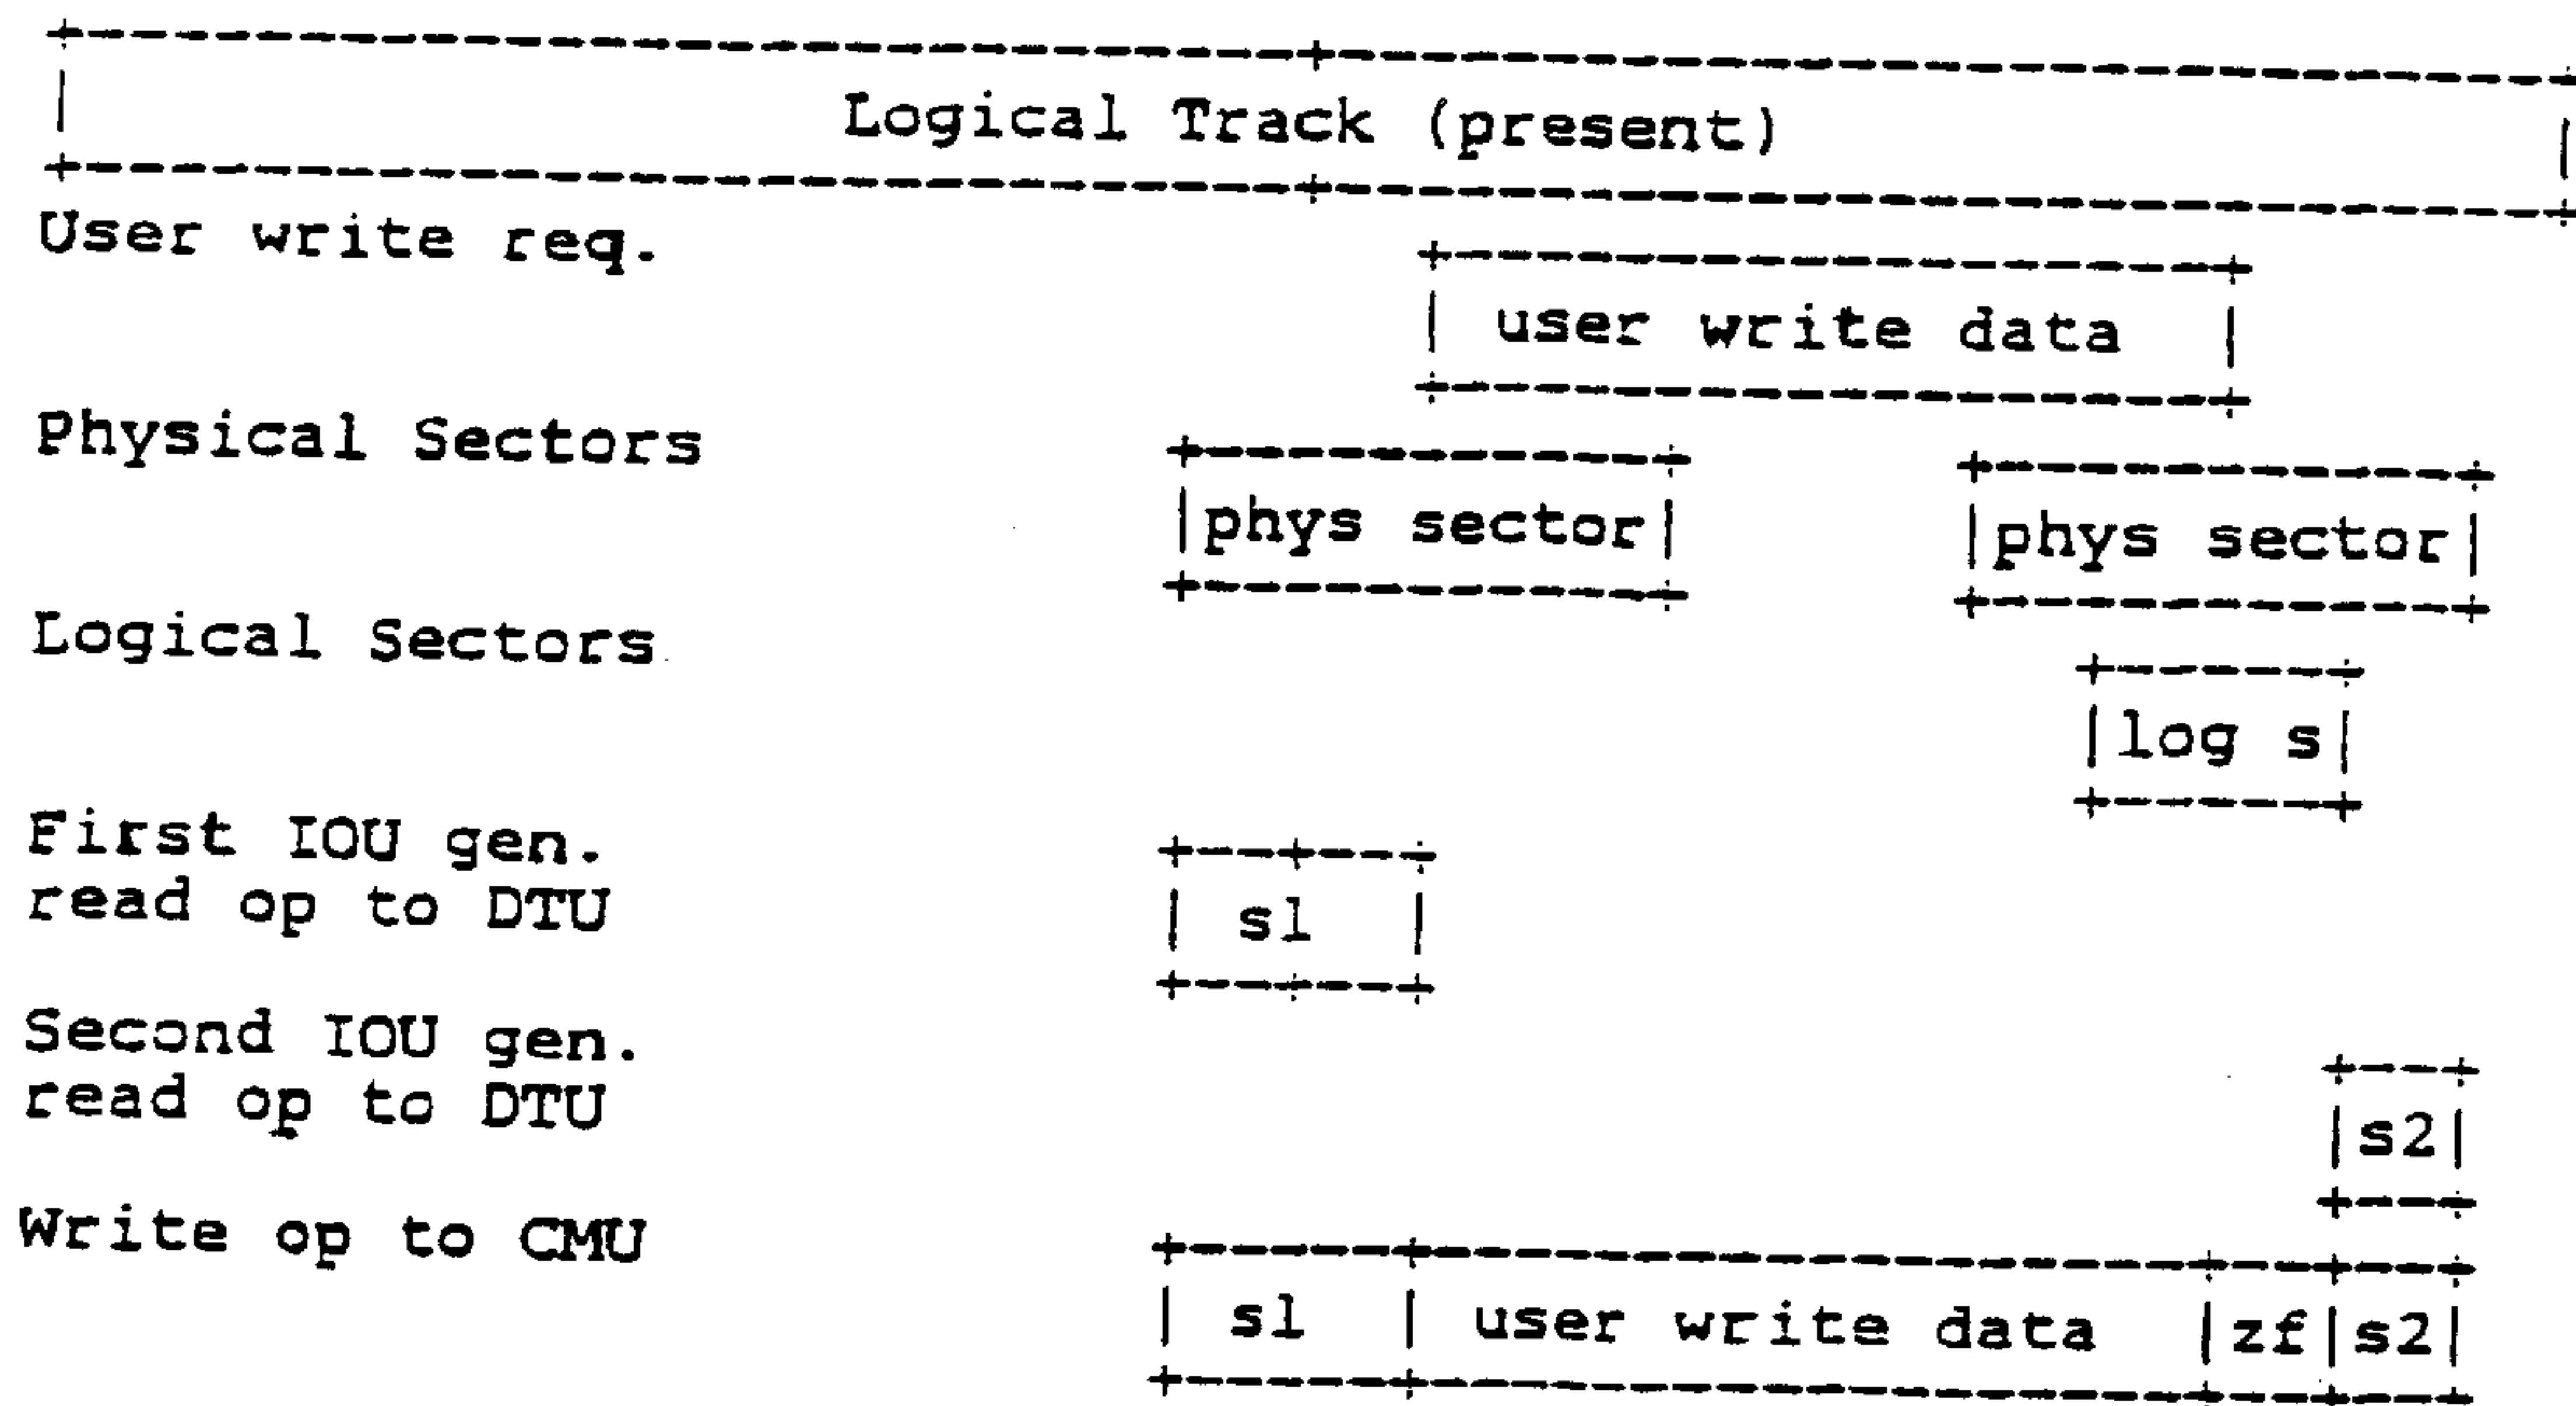 Logical Track (present)
User write req.
user write data
Physical Sectors
phys sector phys sector
Logical Sectors
log s
First IOU gen.
read op to DTU
s1
Second IOU gen.
read op to DTU
s2
Write op to CMU
s1 user write data zf s2